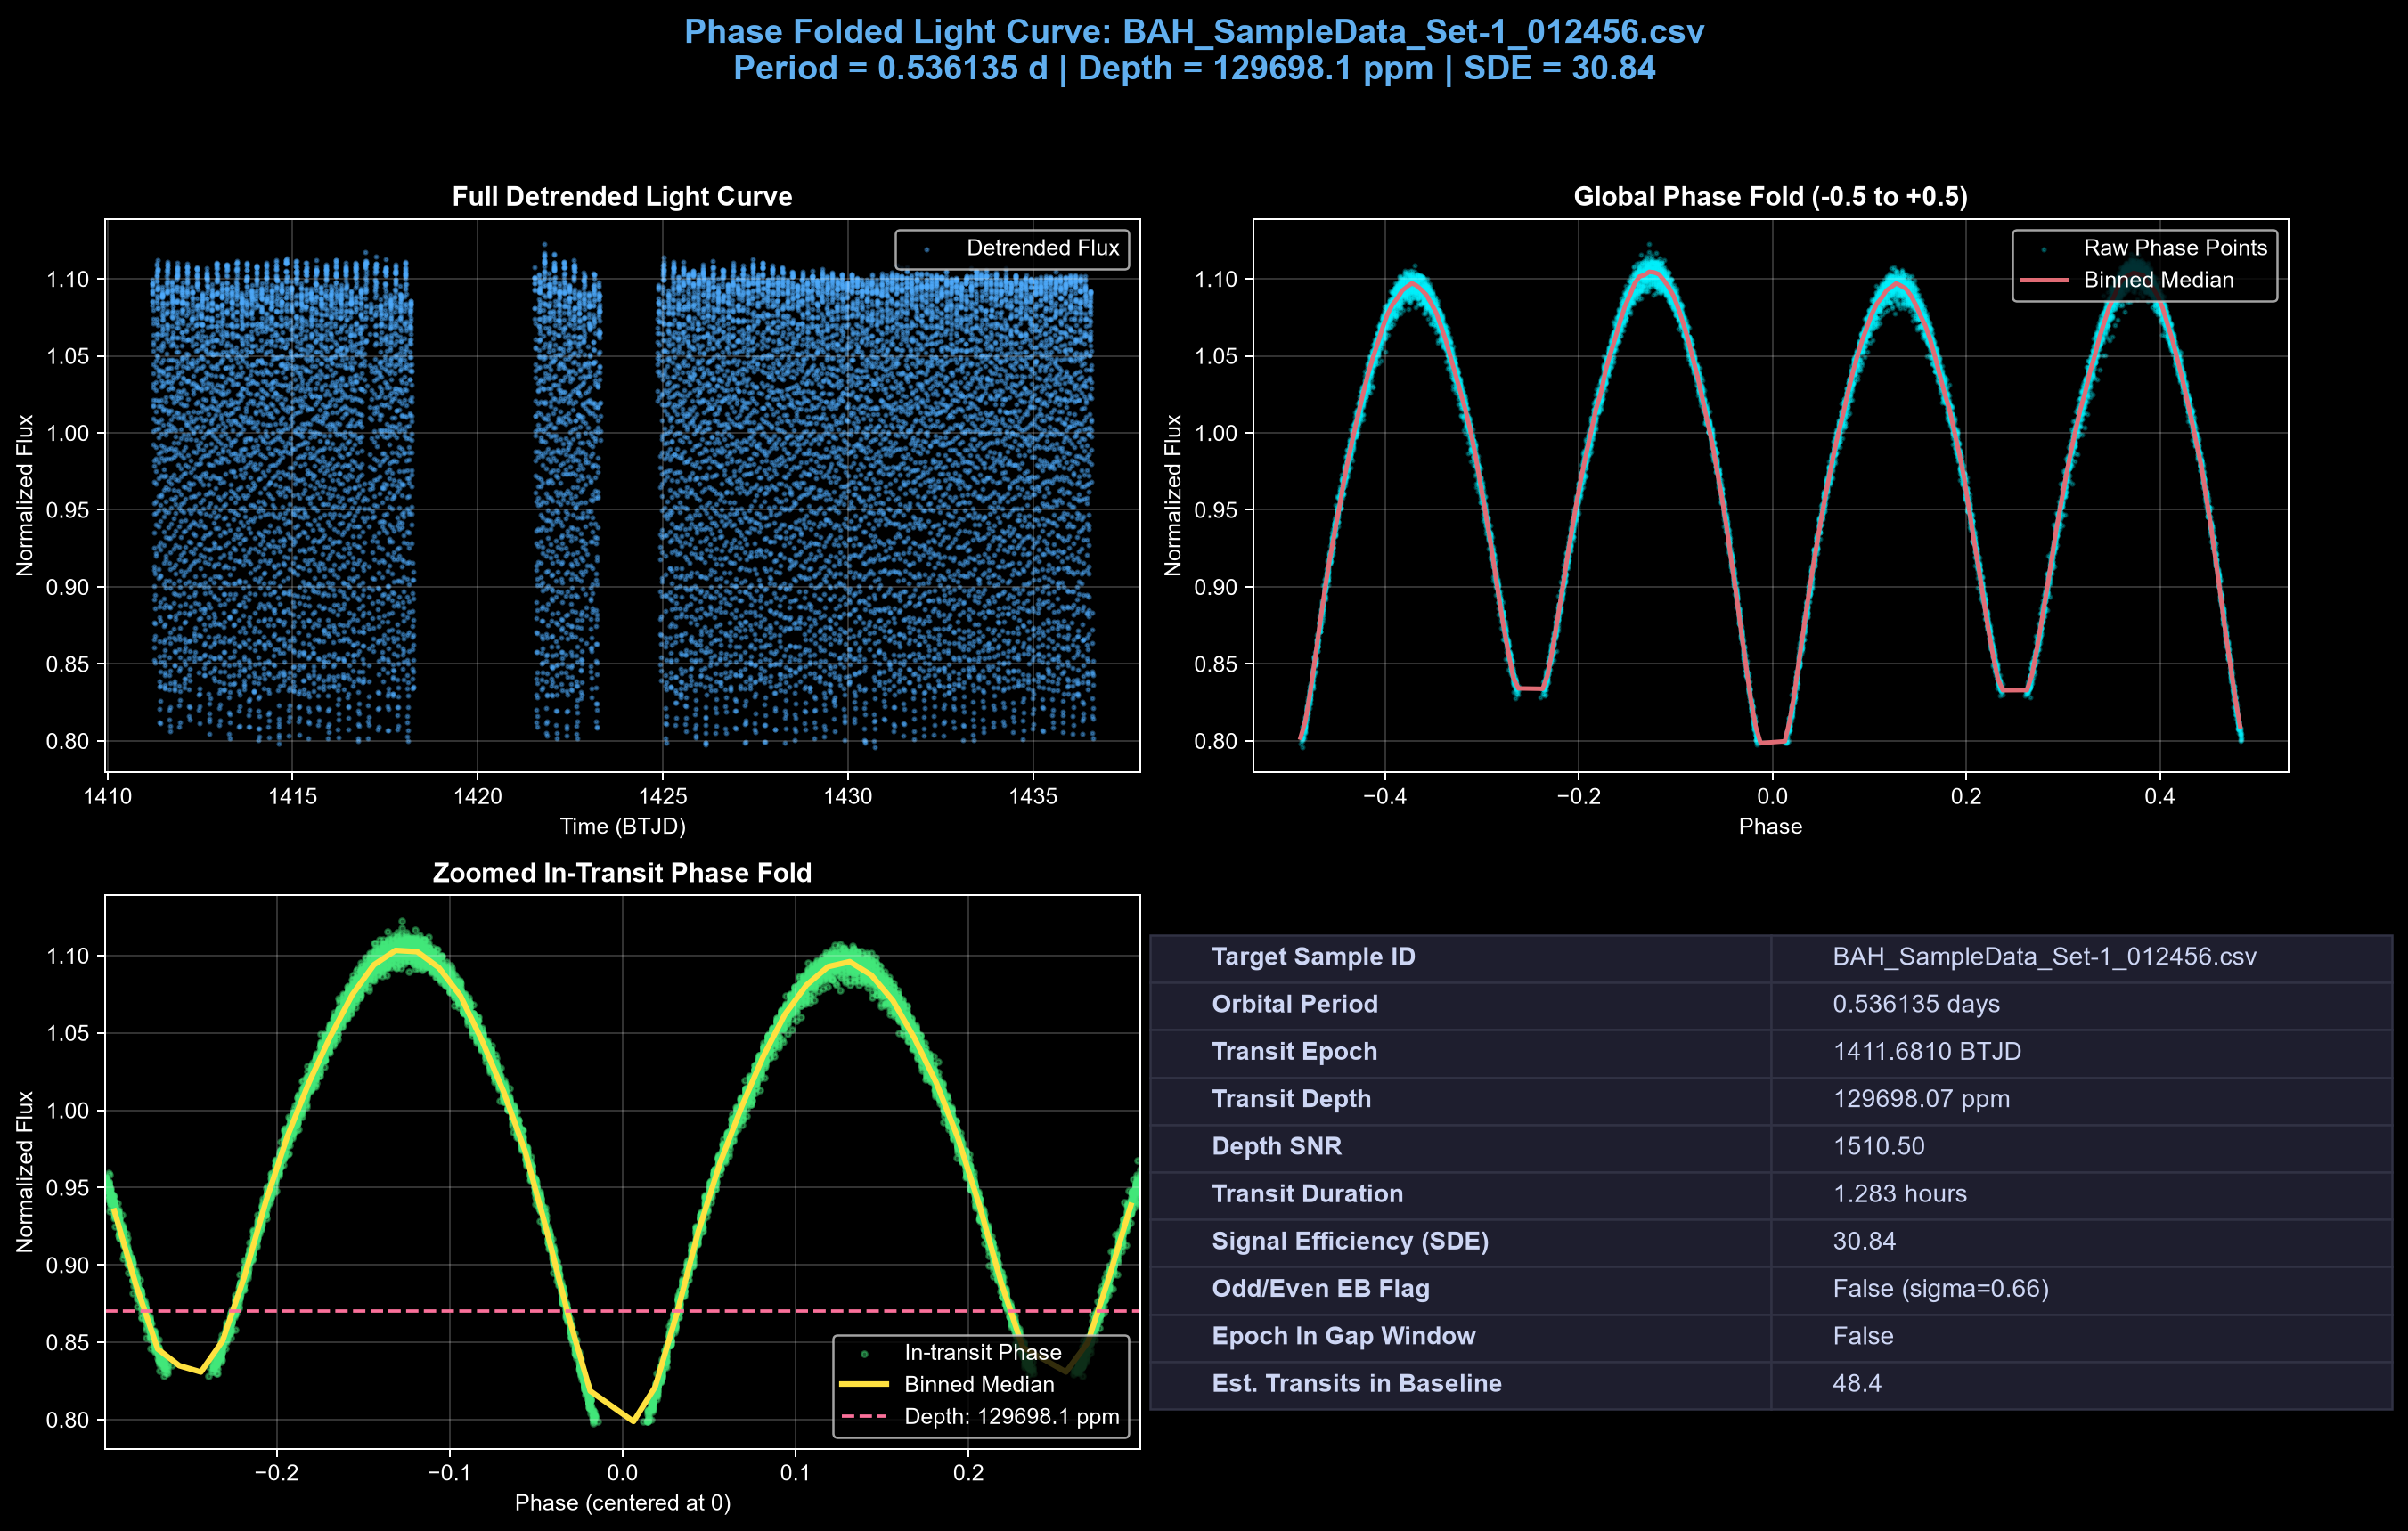 Phase Folded Light Curve: BAH_SampleData_Set-1_012456.csv
Period = 0.536135 d | Depth = 129698.1 ppm | SDE = 30.84
Full Detrended Light Curve
Detrended Flux
Normalized Flux
1.10
1.05
1.00
0.95
0.90
0.85
0.80
1410
1415
1420
1425
1430
1435
Time (BTJD)
Global Phase Fold (-0.5 to +0.5)
Raw Phase Points
Binned Median
Normalized Flux
1.10
1.05
1.00
0.95
0.90
0.85
0.80
−0.4
−0.2
0.0
0.2
0.4
Phase
Zoomed In-Transit Phase Fold
Normalized Flux
1.10
1.05
1.00
0.95
0.90
0.85
0.80
In-transit Phase
Binned Median
Depth: 129698.1 ppm
−0.2
−0.1
0.0
0.1
0.2
Phase (centered at 0)
Target Sample ID BAH_SampleData_Set-1_012456.csv
Orbital Period 0.536135 days
Transit Epoch 1411.6810 BTJD
Transit Depth 129698.07 ppm
Depth SNR 1510.50
Transit Duration 1.283 hours
Signal Efficiency (SDE) 30.84
Odd/Even EB Flag False (sigma=0.66)
Epoch In Gap Window False
Est. Transits in Baseline 48.4